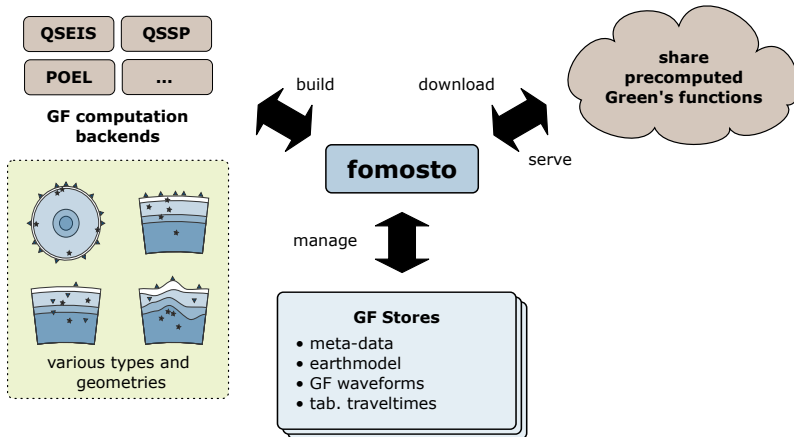 QSEIS
QSSP
POEL
...
GF computation
backends
build
download
share
precomputed
Green's functions
serve
fomosto
manage
various types and
geometries
GF Stores
• meta-data
• earthmodel
• GF waveforms
• tab. traveltimes